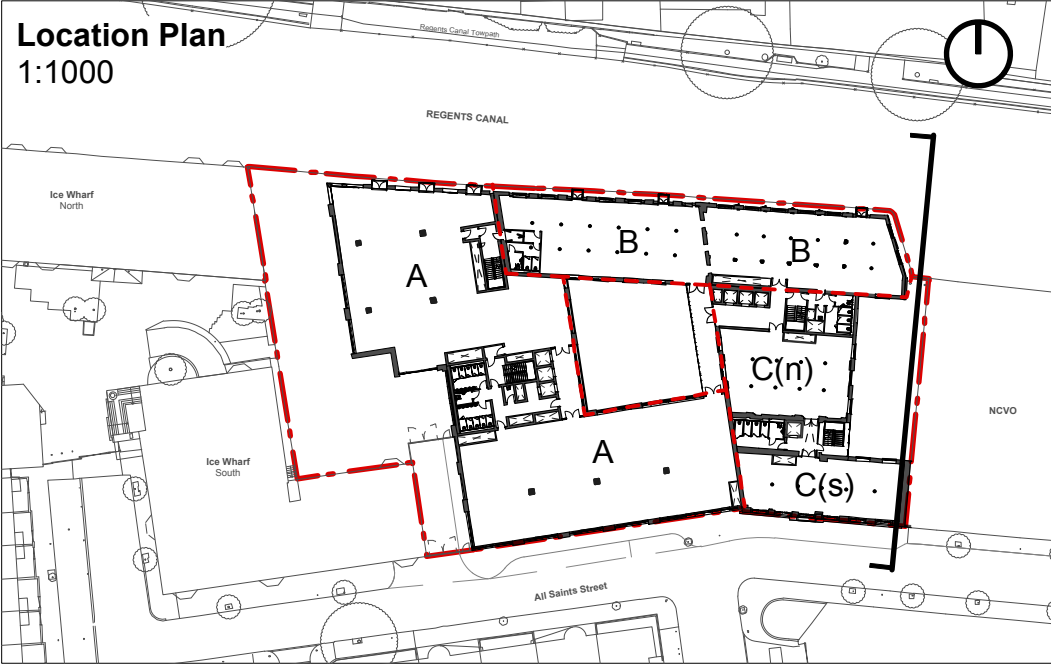 Location Plan
1:1000
Regents Canal Towpath
REGENTS CANAL
Ice Wharf
North
A
B
B
C(n)
NCVO
A
Ice Wharf
South
C(s)
All Saints Street